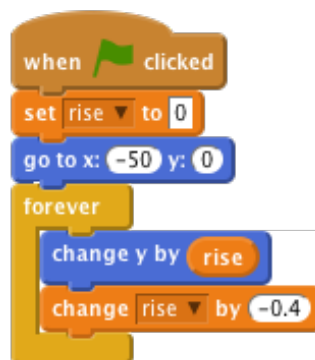 when clicked
set rise to 0
go to x: -50 y: 0
forever
change y by rise
change rise by -0.4